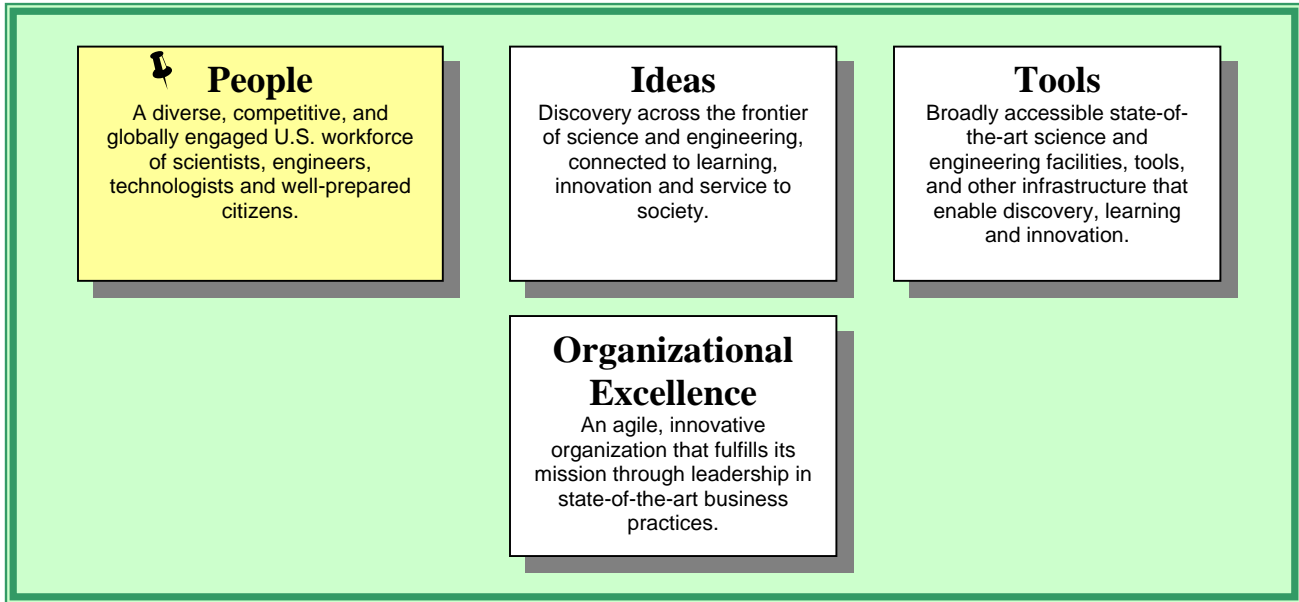 People
A diverse, competitive, and
globally engaged U.S. workforce
of scientists, engineers,
technologists and well-prepared
citizens.
Ideas
Discovery across the frontier
of science and engineering,
connected to learning,
innovation and service to
society.
Tools
Broadly accessible state-of-
the-art science and
engineering facilities, tools,
and other infrastructure that
enable discovery, learning
and innovation.
Organizational
Excellence
An agile, innovative
organization that fulfills its
mission through leadership in
state-of-the-art business
practices.